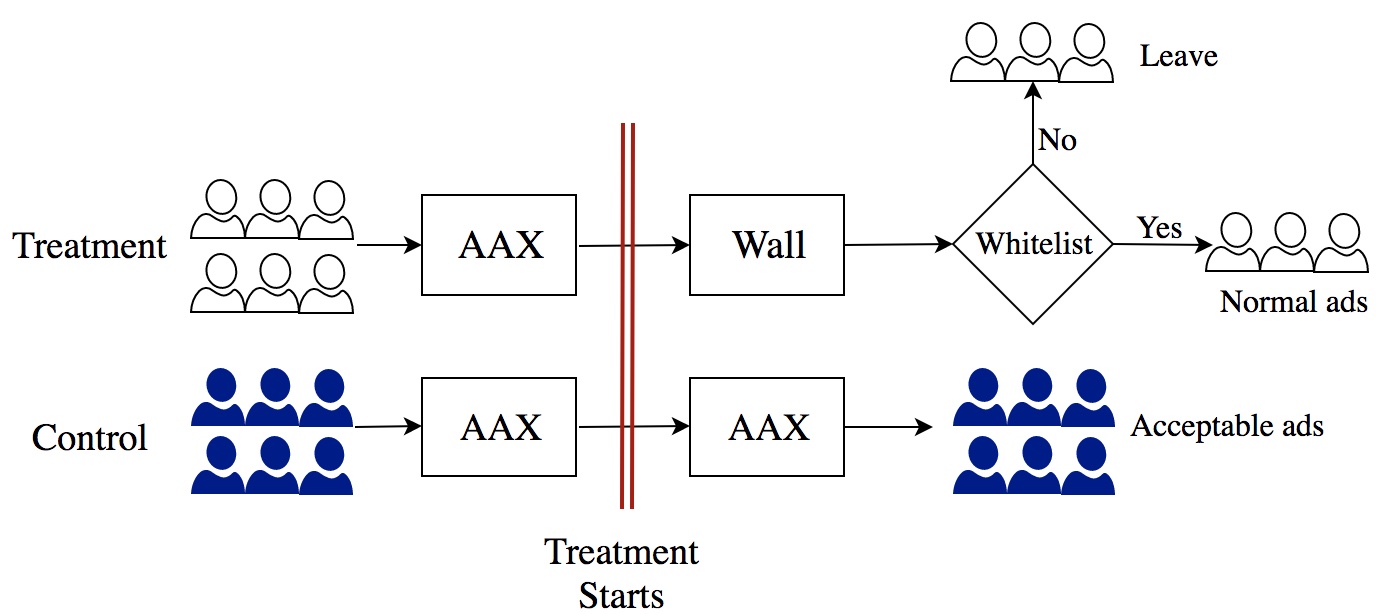 Leave
No
Treatment
AAX
Wall
Whitelist
Yes
Normal ads
Control
AAX
AAX
Acceptable ads
Treatment
Starts